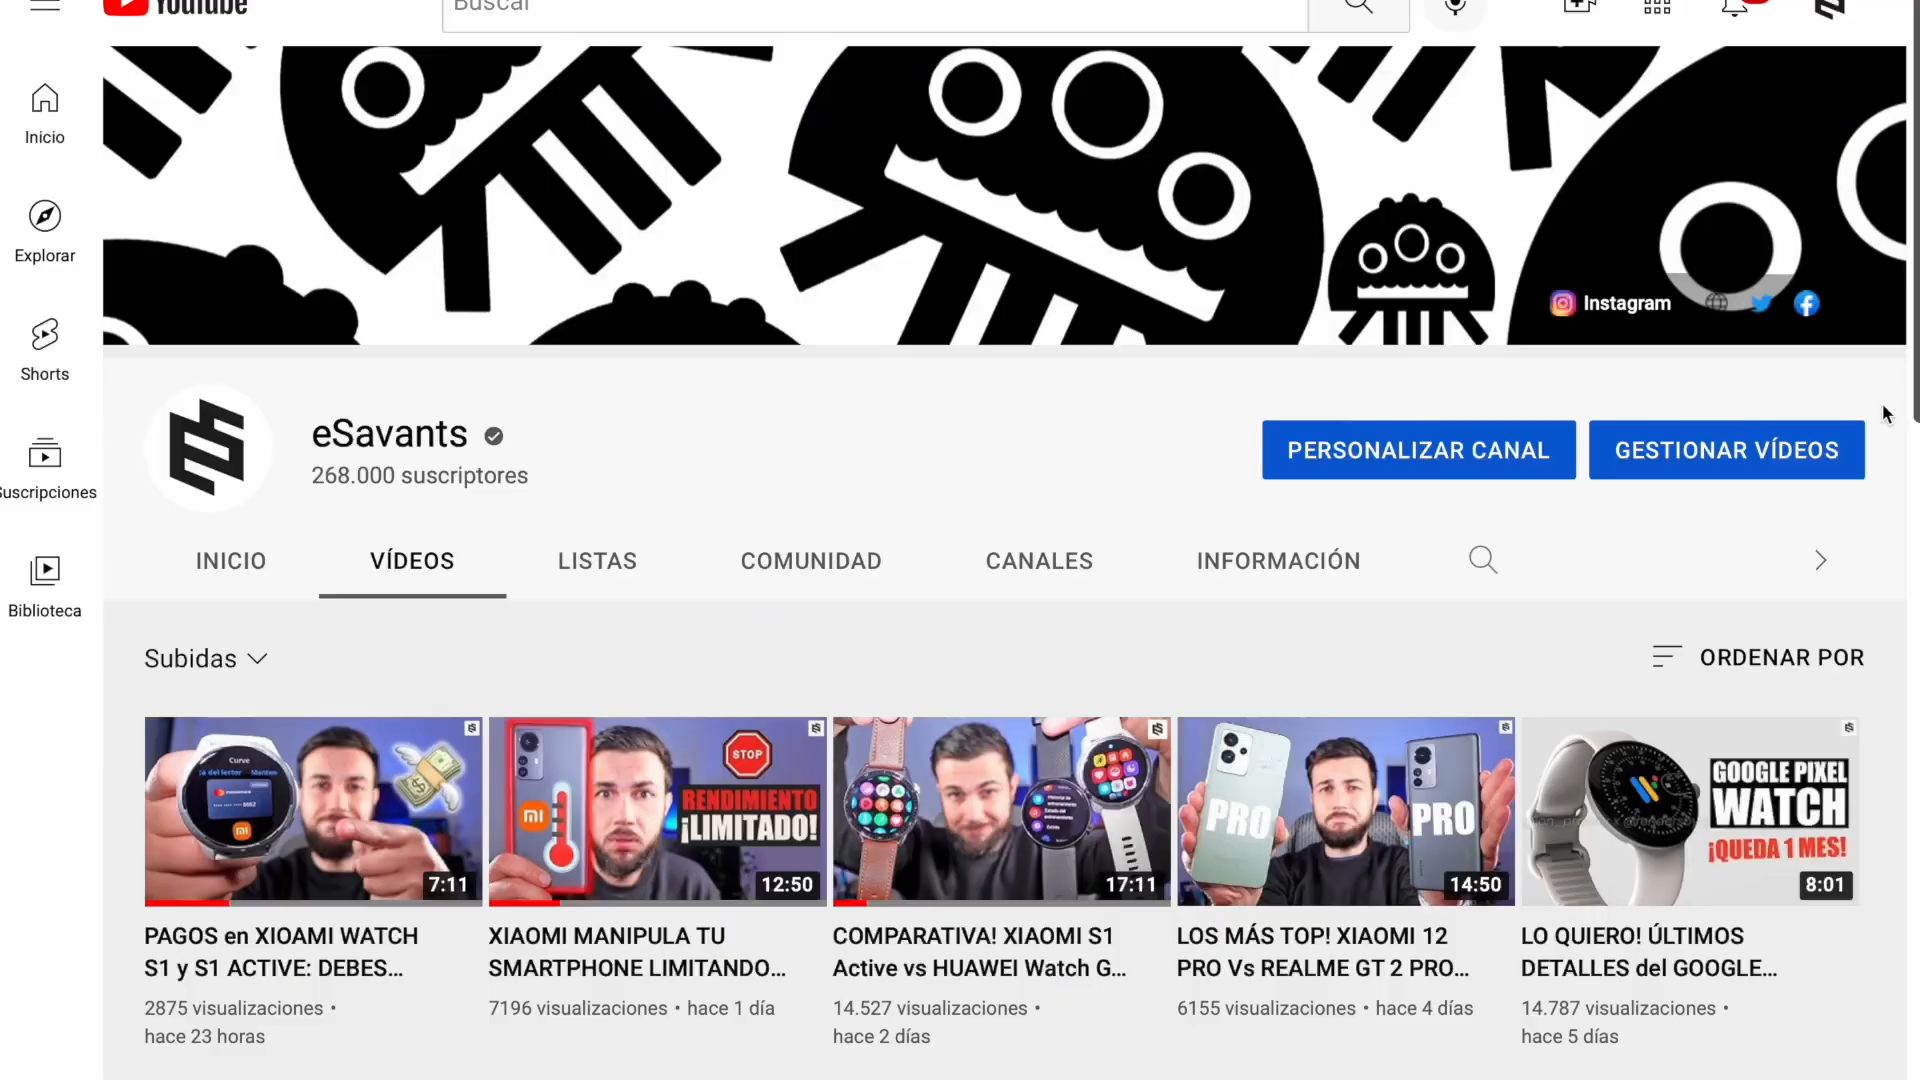 YouTube
Buscar
Inicio
Explorar
Shorts
Suscripciones
Biblioteca
Instagram
eSavants
268.000 suscriptores
PERSONALIZAR CANAL
GESTIONAR VÍDEOS
INICIO
VÍDEOS
LISTAS
COMUNIDAD
CANALES
INFORMACIÓN
Subidas
ORDENAR POR
Curve
7:11
STOP
RENDIMIENTO
¡LIMITADO!
12:50
17:11
PRO
PRO
14:50
GOOGLE PIXEL
WATCH
¡QUEDA 1 MES!
8:01
PAGOS en XIOAMI WATCH
S1 y S1 ACTIVE: DEBES...
2875 visualizaciones •
hace 23 horas
XIAOMI MANIPULA TU
SMARTPHONE LIMITANDO...
7196 visualizaciones • hace 1 día
COMPARATIVA! XIAOMI S1
Active vs HUAWEI Watch G...
14.527 visualizaciones •
hace 2 días
LOS MÁS TOP! XIAOMI 12
PRO Vs REALME GT 2 PRO...
6155 visualizaciones • hace 4 días
LO QUIERO! ÚLTIMOS
DETALLES del GOOGLE...
14.787 visualizaciones •
hace 5 días